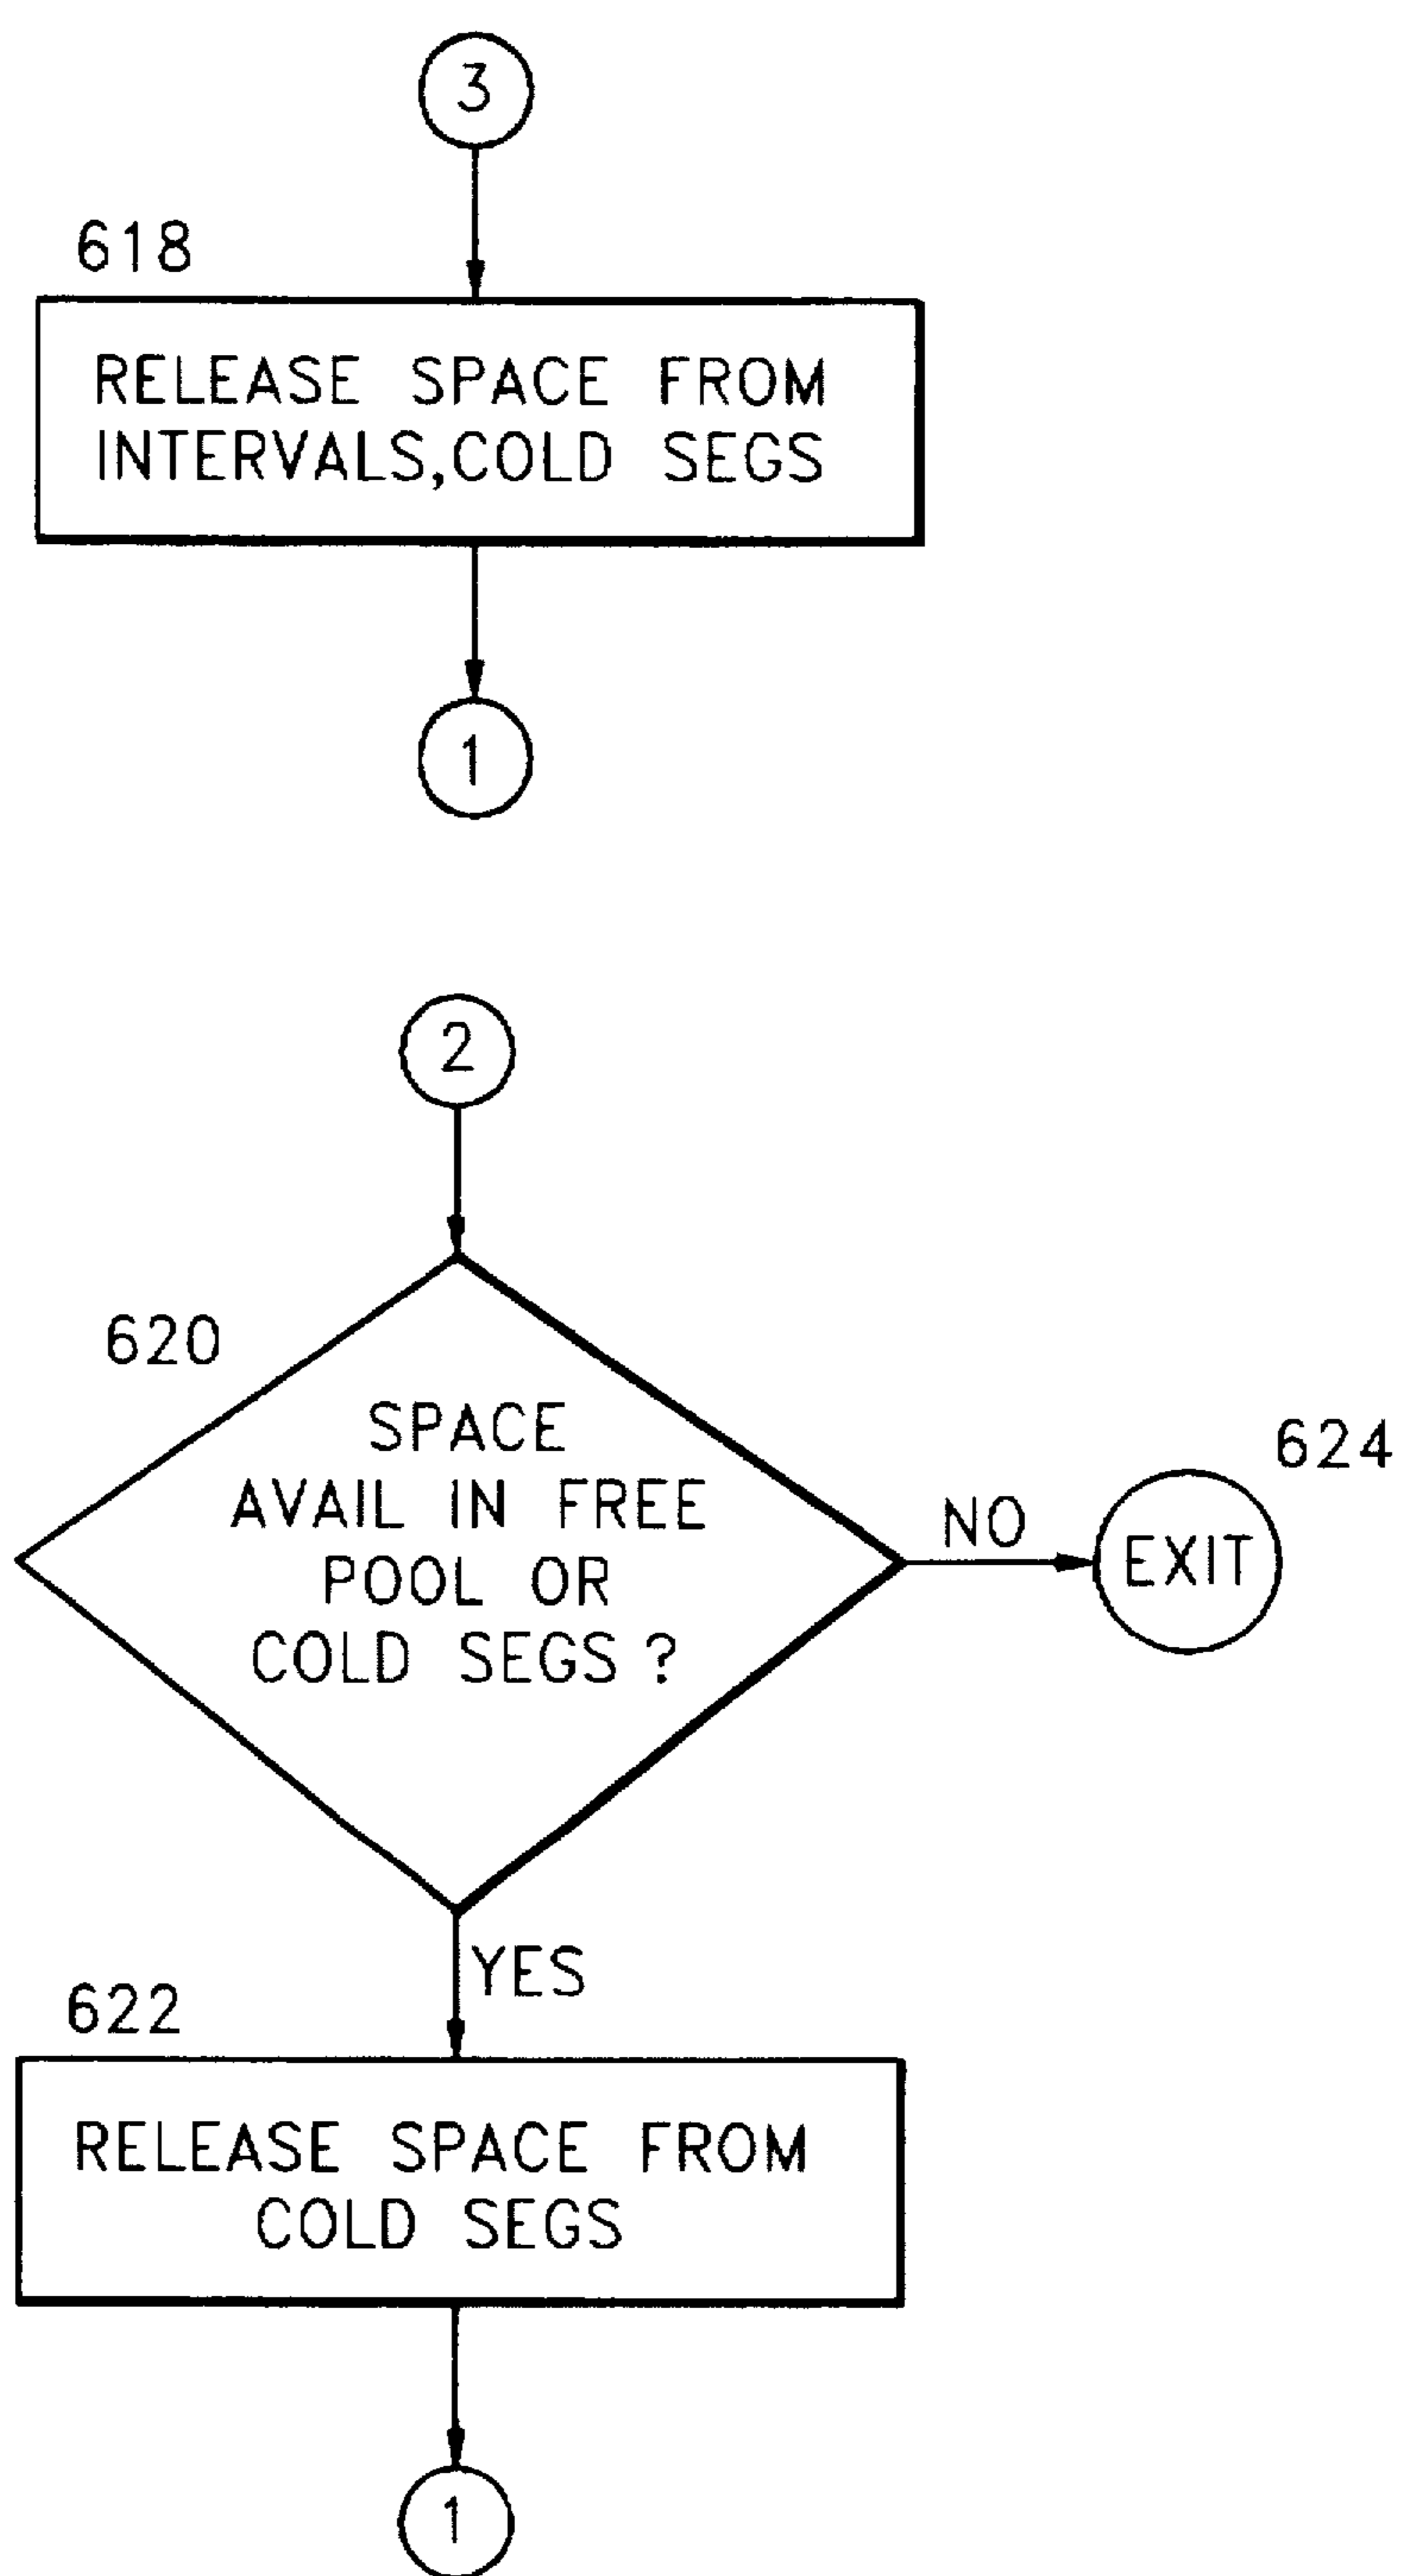 3
618
RELEASE SPACE FROM
INTERVALS,COLD SEGS
1
2
620
SPACE
AVAIL IN FREE
POOL OR
COLD SEGS ?
NO
624
EXIT
YES
622
RELEASE SPACE FROM
COLD SEGS
1